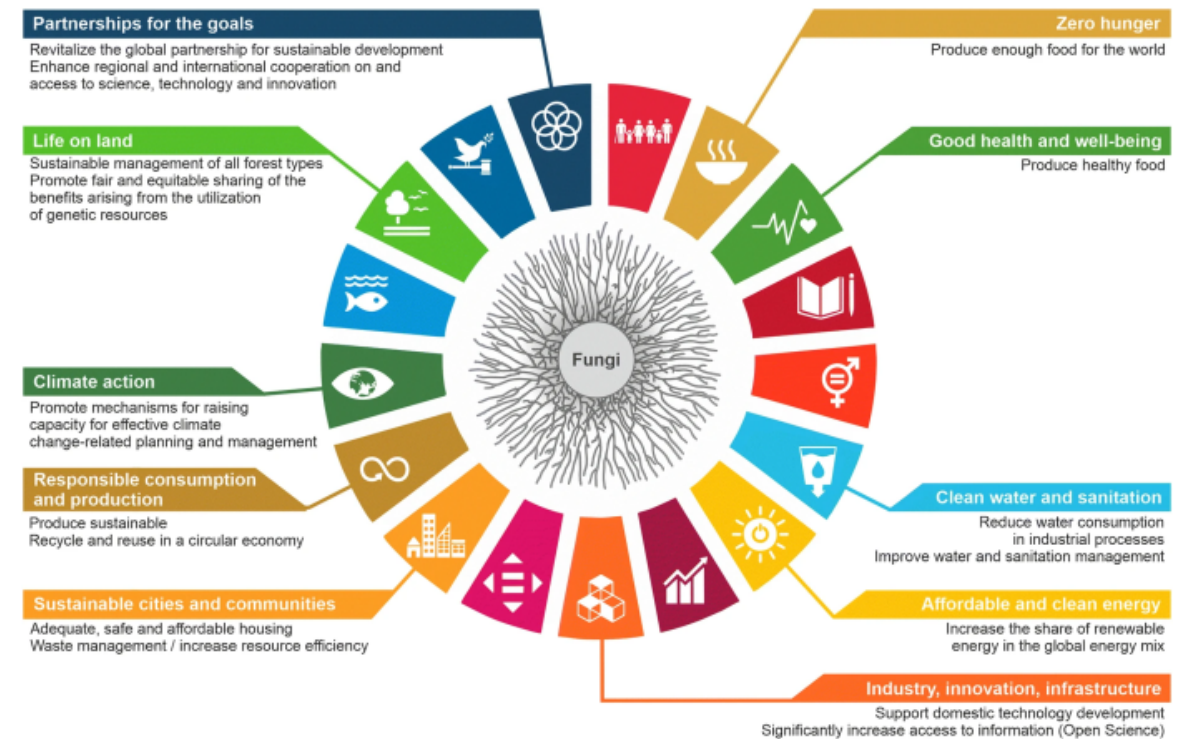 Partnerships for the goals
Revitalize the global partnership for sustainable development
Enhance regional and international cooperation on and
access to science, technology and innovation
Life on land
Sustainable management of all forest types
Promote fair and equitable sharing of the
benefits arising from the utilization
of genetic resources
Climate action
Promote mechanisms for raising
capacity for effective climate
change-related planning and management
Responsible consumption
and production
Produce sustainable
Recycle and reuse in a circular economy
Sustainable cities and communities
Adequate, safe and affordable housing
Waste management / increase resource efficiency
Fungi
Zero hunger
Produce enough food for the world
Good health and well-being
Produce healthy food
Clean water and sanitation
Reduce water consumption
in industrial processes
Improve water and sanitation management
Affordable and clean energy
Increase the share of renewable
energy in the global energy mix
Industry, innovation, infrastructure
Support domestic technology development
Significantly increase access to information (Open Science)